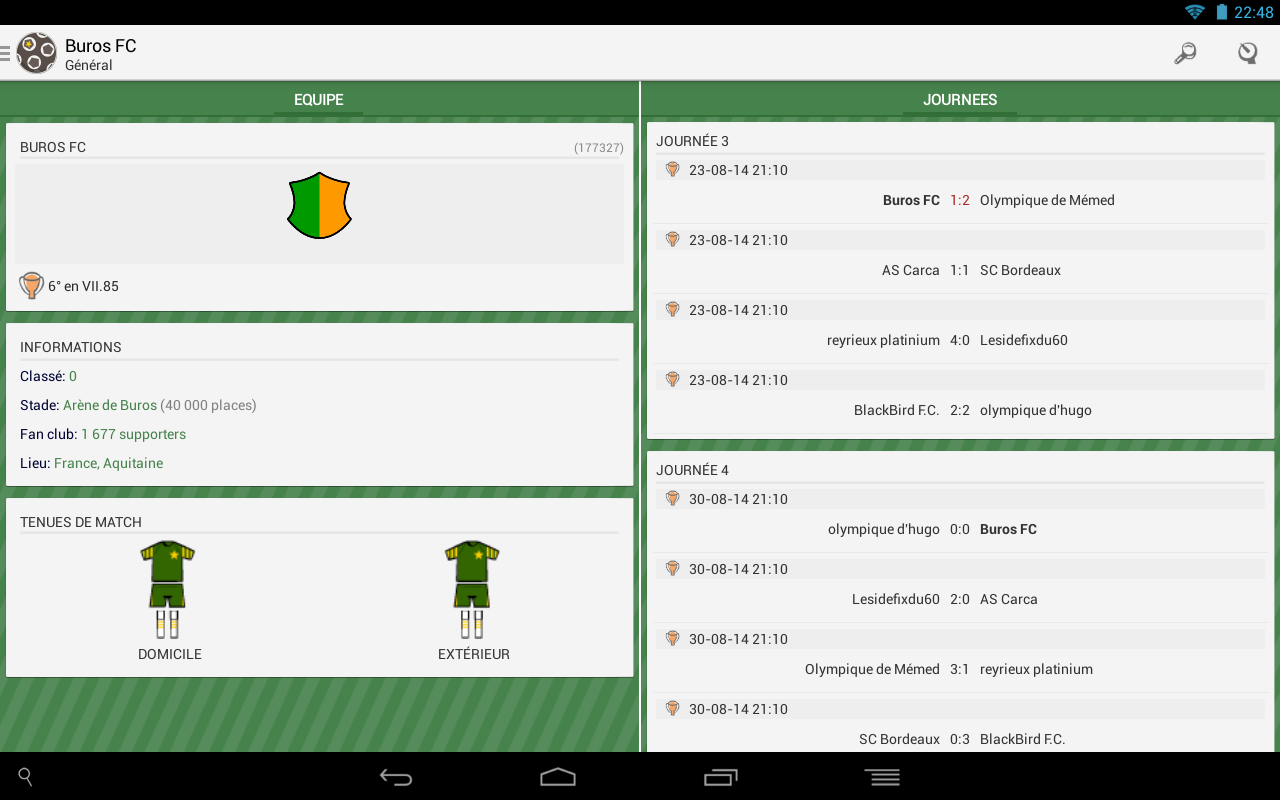 22:48
Buros FC
Général
EQUIPE
BUROS FC (177327)
6° en VII.85
INFORMATIONS
Classé: 0
Stade: Arène de Buros (40 000 places)
Fan club: 1 677 supporters
Lieu: France, Aquitaine
TENUES DE MATCH
DOMICILE EXTÉRIEUR
JOURNEES
JOURNÉE 3
23-08-14 21:10
Buros FC 1:2 Olympique de Mémed
23-08-14 21:10
AS Carca 1:1 SC Bordeaux
23-08-14 21:10
reyrieux platinium 4:0 Lesidefixdu60
23-08-14 21:10
BlackBird F.C. 2:2 olympique d'hugo
JOURNÉE 4
30-08-14 21:10
olympique d'hugo 0:0 Buros FC
30-08-14 21:10
Lesidefixdu60 2:0 AS Carca
30-08-14 21:10
Olympique de Mémed 3:1 reyrieux platinium
30-08-14 21:10
SC Bordeaux 0:3 BlackBird F.C.